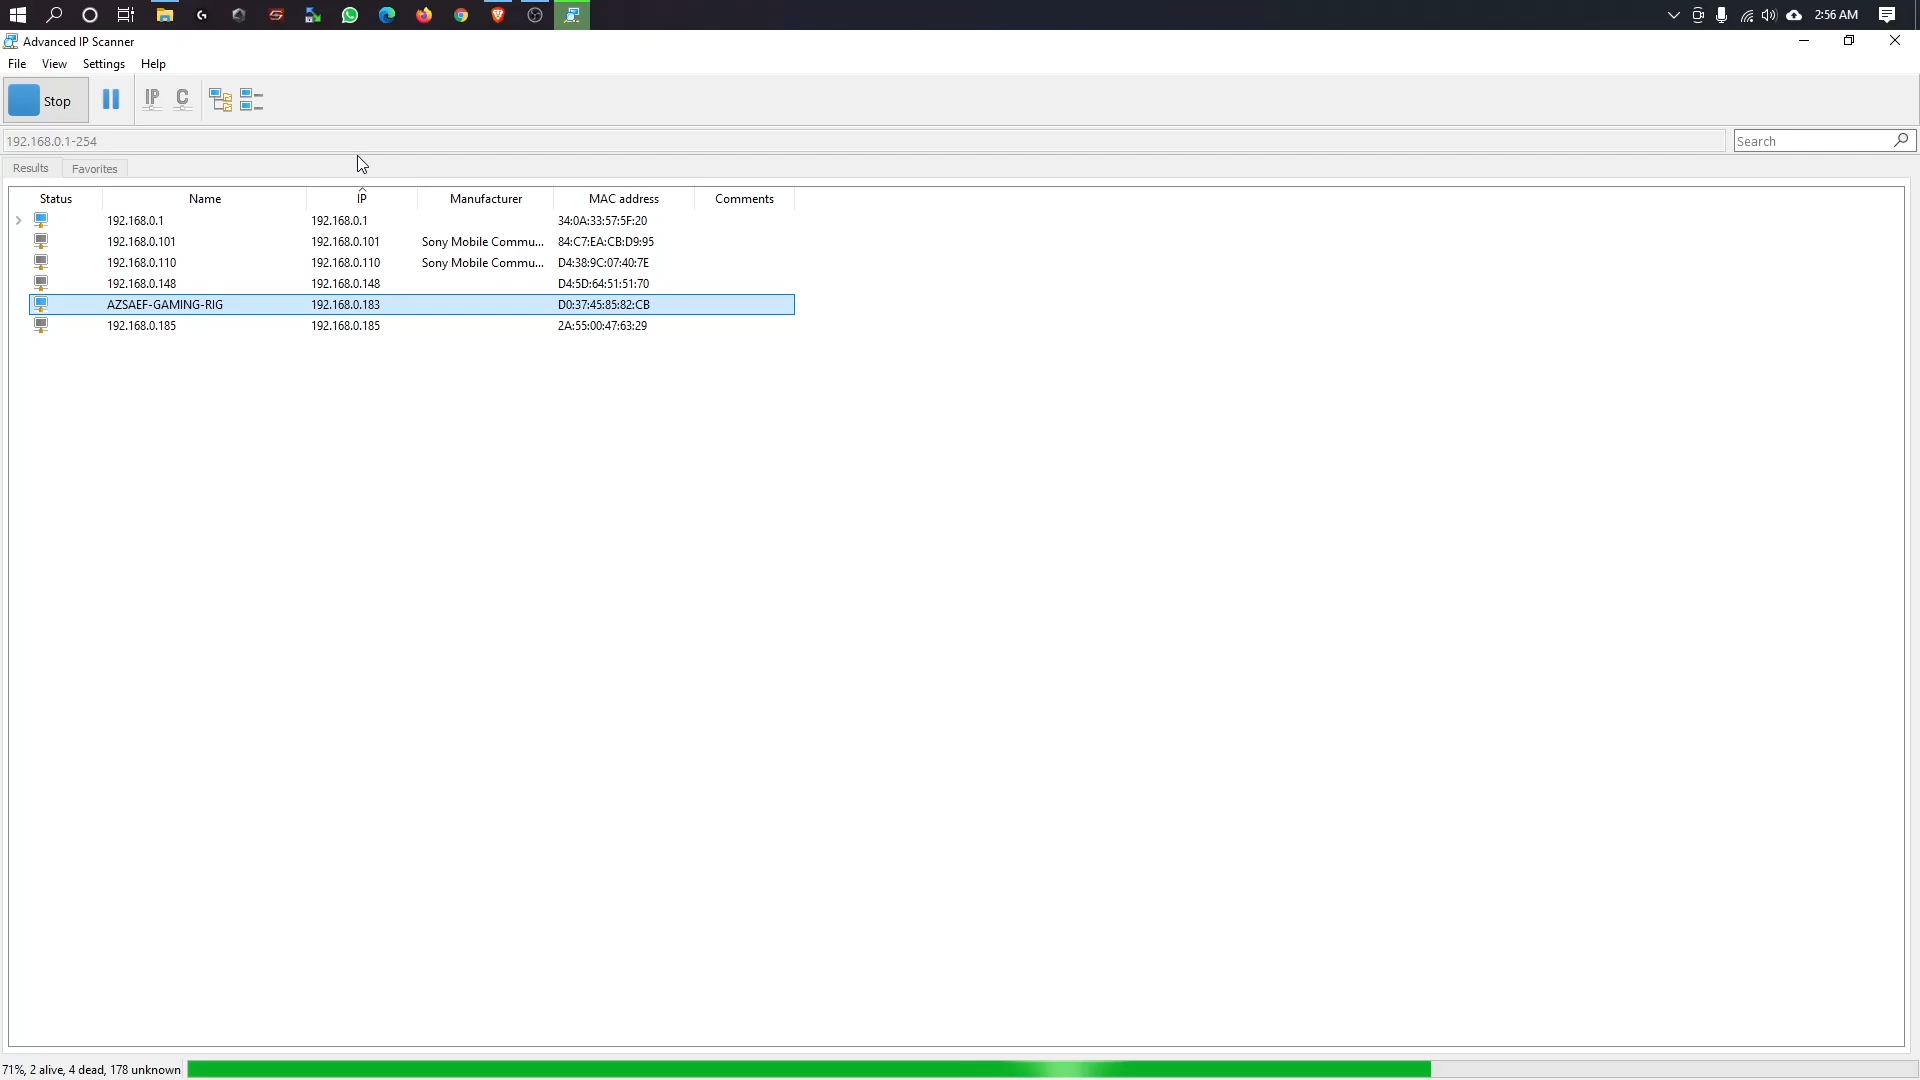 2:56 AM
Advanced IP Scanner
File View Settings Help
Stop IP C
192.168.0.1-254 Search
Results Favorites
Status Name IP Manufacturer MAC address Comments
192.168.0.1 192.168.0.1 34:0A:33:57:5F:20
192.168.0.101 192.168.0.101 Sony Mobile Commu... 84:C7:EA:CB:D9:95
192.168.0.110 192.168.0.110 Sony Mobile Commu... D4:38:9C:07:40:7E
192.168.0.148 192.168.0.148 D4:5D:64:51:51:70
AZSAEF-GAMING-RIG 192.168.0.183 D0:37:45:85:82:CB
192.168.0.185 192.168.0.185 2A:55:00:47:63:29
71%, 2 alive, 4 dead, 178 unknown